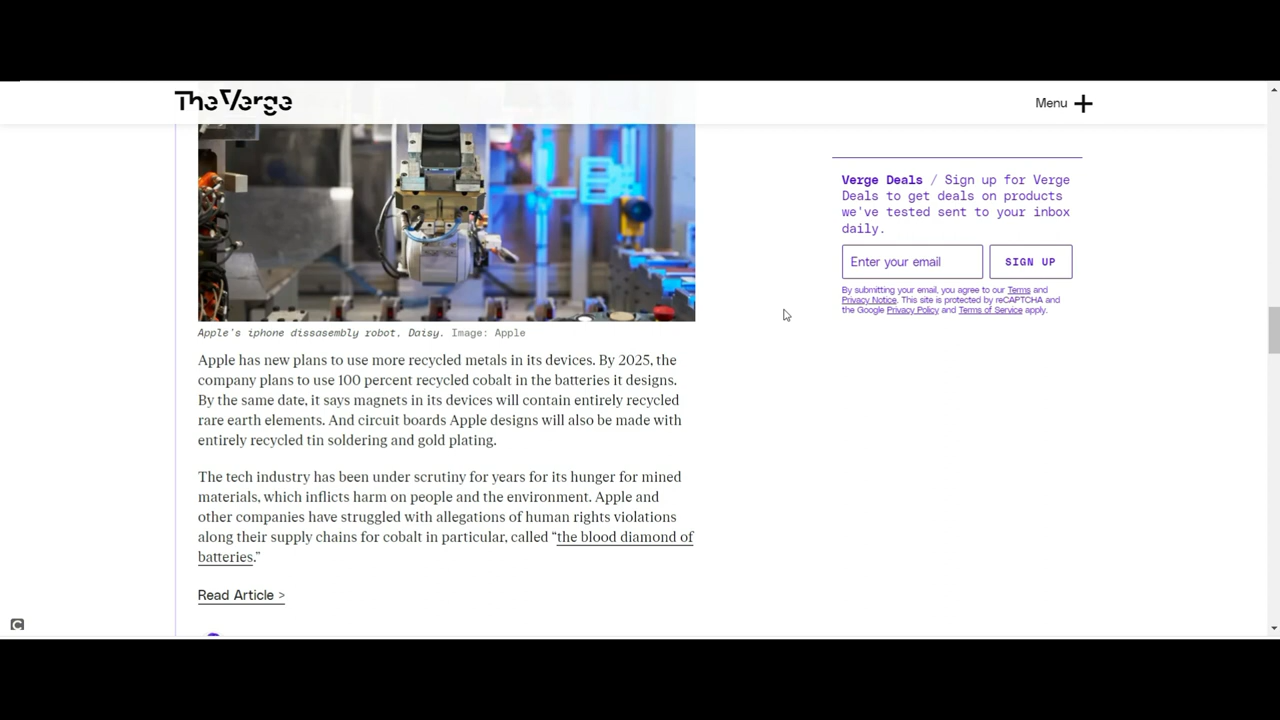 The Verge
Menu
Apple's iphone dissasembly robot, Daisy. Image: Apple
Apple has new plans to use more recycled metals in its devices. By 2025, the
company plans to use 100 percent recycled cobalt in the batteries it designs.
By the same date, it says magnets in its devices will contain entirely recycled
rare earth elements. And circuit boards Apple designs will also be made with
entirely recycled tin soldering and gold plating.
The tech industry has been under scrutiny for years for its hunger for mined
materials, which inflicts harm on people and the environment. Apple and
other companies have struggled with allegations of human rights violations
along their supply chains for cobalt in particular, called “the blood diamond of
batteries.”
Read Article >
Verge Deals / Sign up for Verge
Deals to get deals on products
we've tested sent to your inbox
daily.
Enter your email
SIGN UP
By submitting your email, you agree to our Terms and
Privacy Notice. This site is protected by reCAPTCHA and
the Google Privacy Policy and Terms of Service apply.
C